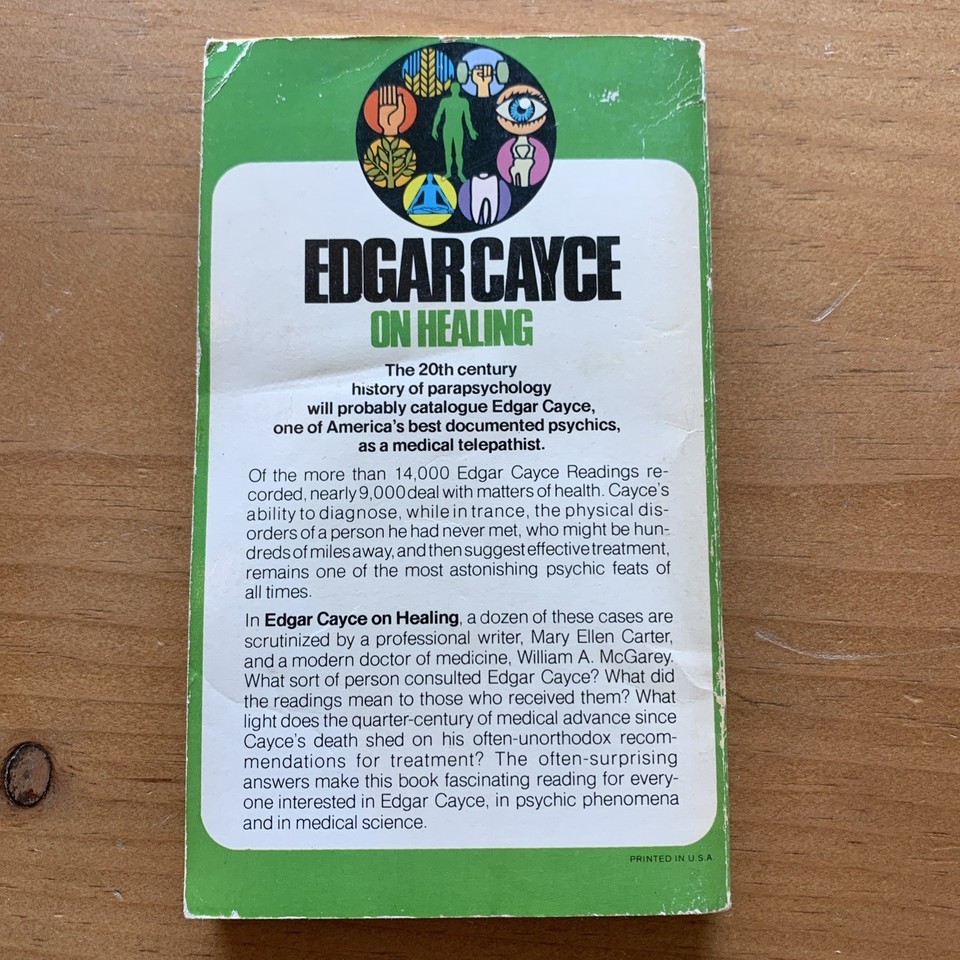 EDGAR CAYCE
ON HEALING
The 20th century
history of parapsychology
will probably catalogue Edgar Cayce,
one of America's best documented psychics,
as a medical telepathist.
Of the more than 14,000 Edgar Cayce Readings re-
corded, nearly 9,000 deal with matters of health. Cayce's
ability to diagnose, while in trance, the physical dis-
orders of a person he had never met, who might be hun-
dreds of miles away, and then suggest effective treatment,
remains one of the most astonishing psychic feats of
all times.
In Edgar Cayce on Healing, a dozen of these cases are
scrutinized by a professional writer, Mary Ellen Carter,
and a modern doctor of medicine, William A. McGarey.
What sort of person consulted Edgar Cayce? What did
the readings mean to those who received them? What
light does the quarter-century of medical advance since
Cayce's death shed on his often-unorthodox recom-
mendations for treatment? The often-surprising
answers make this book fascinating reading for every-
one interested in Edgar Cayce, in psychic phenomena
and in medical science.
PRINTED IN U.S.A